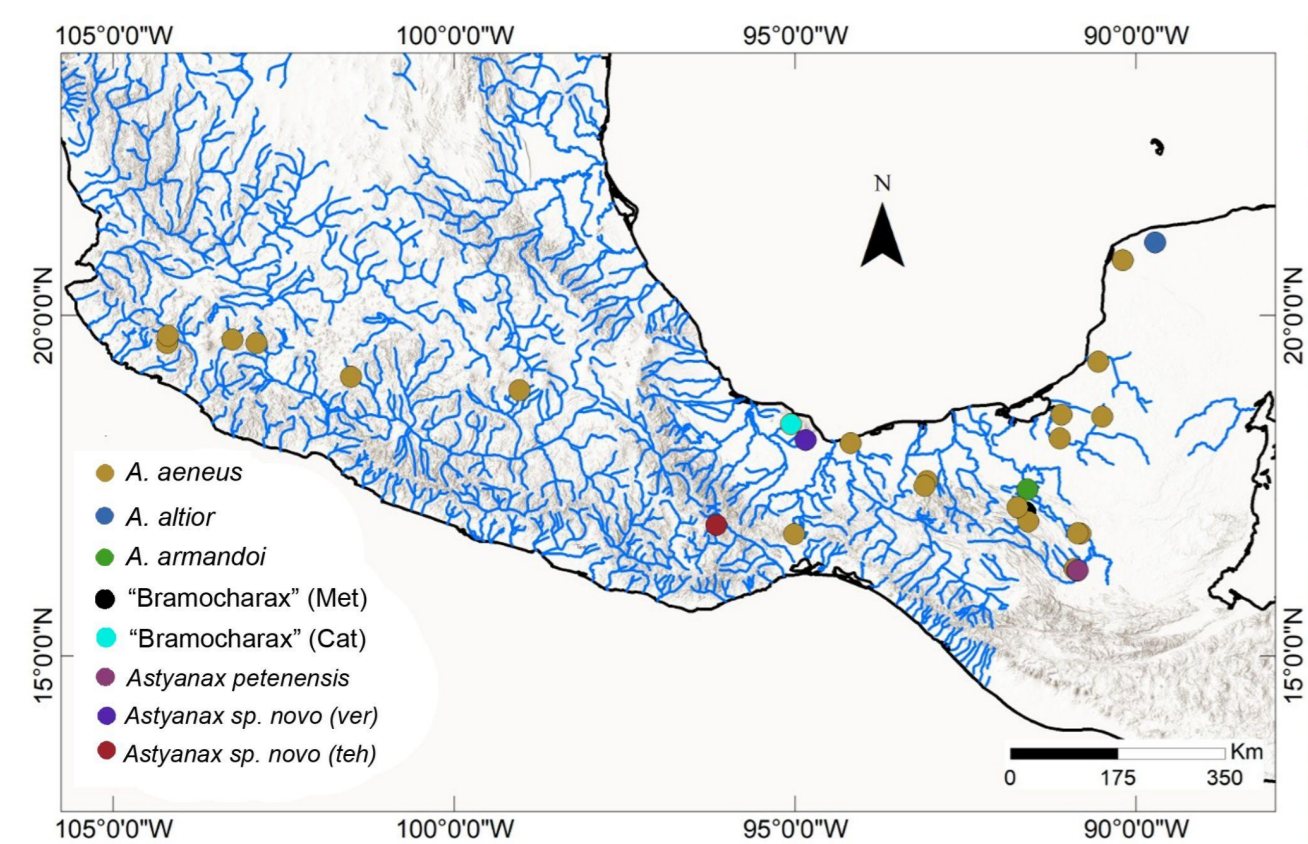 105°0'0"W 100°0'0"W 95°0'0"W 90°0'0"W
N
20°0'0"N 20°0'0"N
A. aeneus
A. altior
A. armandoi
“Bramocharax” (Met)
“Bramocharax” (Cat)
Astyanax petenensis
Astyanax sp. novo (ver)
Astyanax sp. novo (teh)
15°0'0"N 15°0'0"N
Km
0 175 350
105°0'0"W 100°0'0"W 95°0'0"W 90°0'0"W